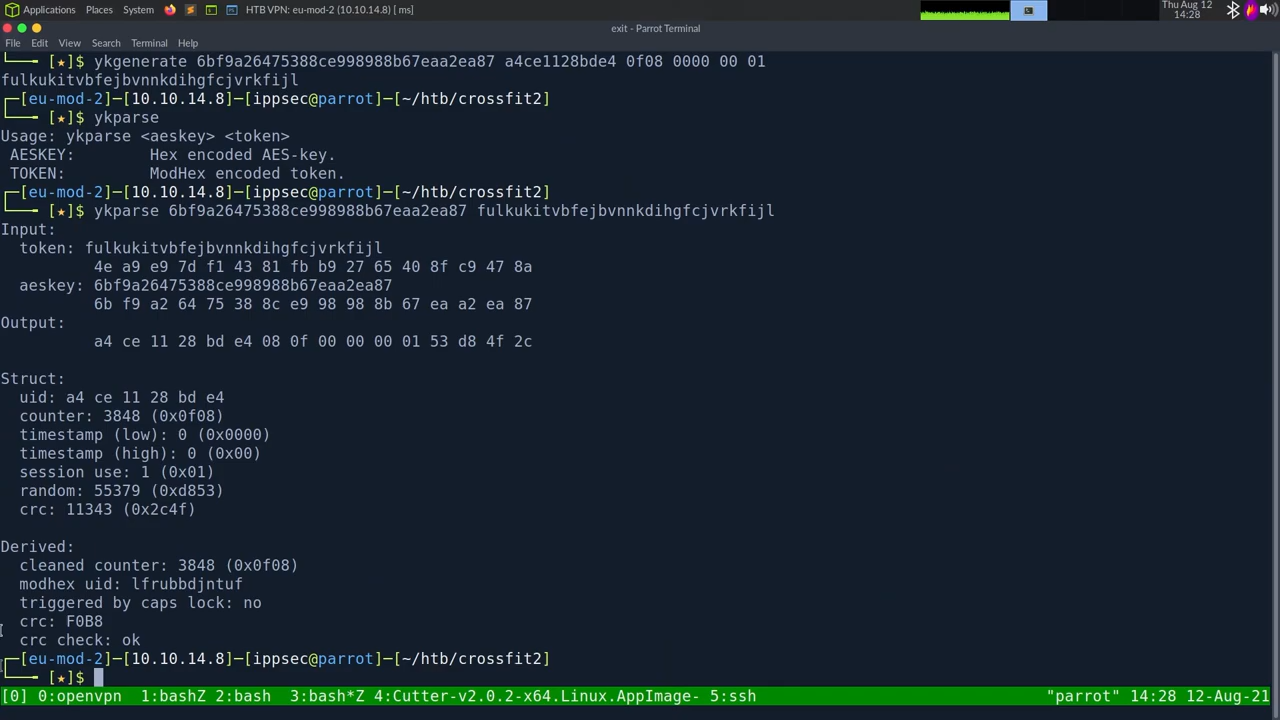 Applications Places System HTB VPN: eu-mod-2 (10.10.14.8) [ ms] Thu Aug 12 14:28
exit - Parrot Terminal
File Edit View Search Terminal Help
└──╼ [★]$ ykgenerate 6bf9a26475388ce998988b67eaa2ea87 a4ce1128bde4 0f08 0000 00 01
fulkukitvbfejbvnnkdihgfcjvrkfijl
┌─[eu-mod-2]─[10.10.14.8]─[ippsec@parrot]─[~/htb/crossfit2]
└──╼ [★]$ ykparse
Usage: ykparse <aeskey> <token>
 AESKEY:        Hex encoded AES-key.
 TOKEN:         ModHex encoded token.
┌─[eu-mod-2]─[10.10.14.8]─[ippsec@parrot]─[~/htb/crossfit2]
└──╼ [★]$ ykparse 6bf9a26475388ce998988b67eaa2ea87 fulkukitvbfejbvnnkdihgfcjvrkfijl
Input:
  token: fulkukitvbfejbvnnkdihgfcjvrkfijl
          4e a9 e9 7d f1 43 81 fb b9 27 65 40 8f c9 47 8a
  aeskey: 6bf9a26475388ce998988b67eaa2ea87
          6b f9 a2 64 75 38 8c e9 98 98 8b 67 ea a2 ea 87
Output:
          a4 ce 11 28 bd e4 08 0f 00 00 00 01 53 d8 4f 2c
Struct:
  uid: a4 ce 11 28 bd e4
  counter: 3848 (0x0f08)
  timestamp (low): 0 (0x0000)
  timestamp (high): 0 (0x00)
  session use: 1 (0x01)
  random: 55379 (0xd853)
  crc: 11343 (0x2c4f)
Derived:
  cleaned counter: 3848 (0x0f08)
  modhex uid: lfrubbdjntuf
  triggered by caps lock: no
  crc: F0B8
  crc check: ok
┌─[eu-mod-2]─[10.10.14.8]─[ippsec@parrot]─[~/htb/crossfit2]
└──╼ [★]$
[0] 0:openvpn 1:bashZ 2:bash 3:bash*Z 4:Cutter-v2.0.2-x64.Linux.AppImage- 5:ssh "parrot" 14:28 12-Aug-21